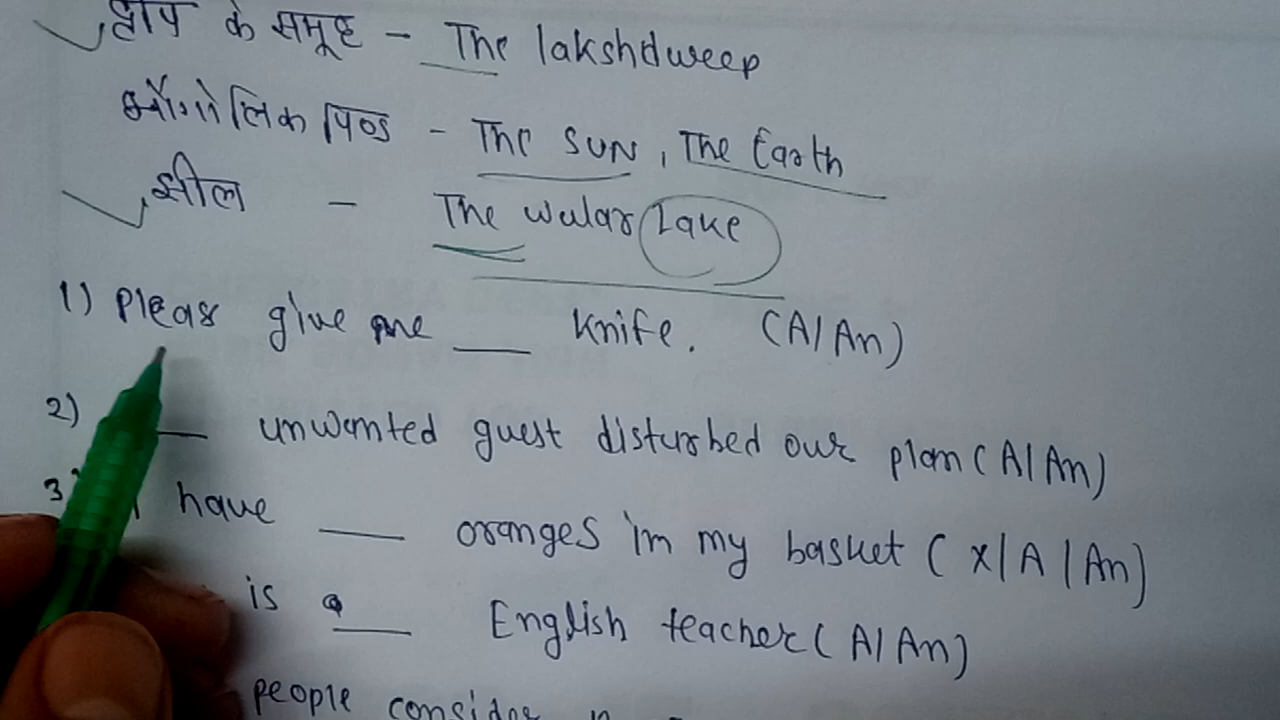 द्वीप के समूह - The lakshdweep
भौगोलिक पिण्ड - The SUN, The Earth
झील - The wular Lake
1) Pleas give me ___ Knife. (A/An)
2) ___ unwanted guest disturbed our plan (A/An)
3) have ___ oranges in my basket (X/A/An)
is a ___ English teacher (A/An)
people consider